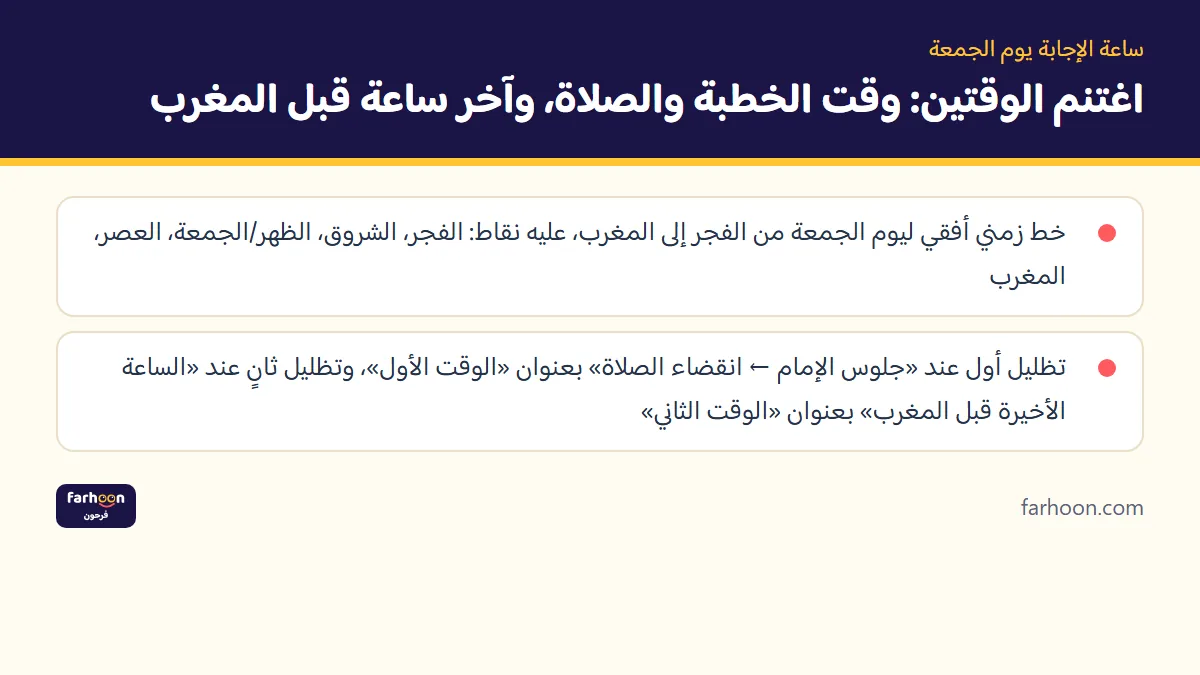 ساعة الإجابة يوم الجمعة
اغتنم الوقتين: وقت الخطبة والصلاة، وآخر ساعة قبل المغرب
خط زمني أفقي ليوم الجمعة من الفجر إلى المغرب، عليه نقاط: الفجر، الشروق، الظهر/الجمعة، العصر،
المغرب
تظليل أول عند «جلوس الإمام ← انقضاء الصلاة» بعنوان «الوقت الأول»، وتظليل ثانٍ عند «الساعة
الأخيرة قبل المغرب» بعنوان «الوقت الثاني»
farhoon.com
farhoon
فرحون